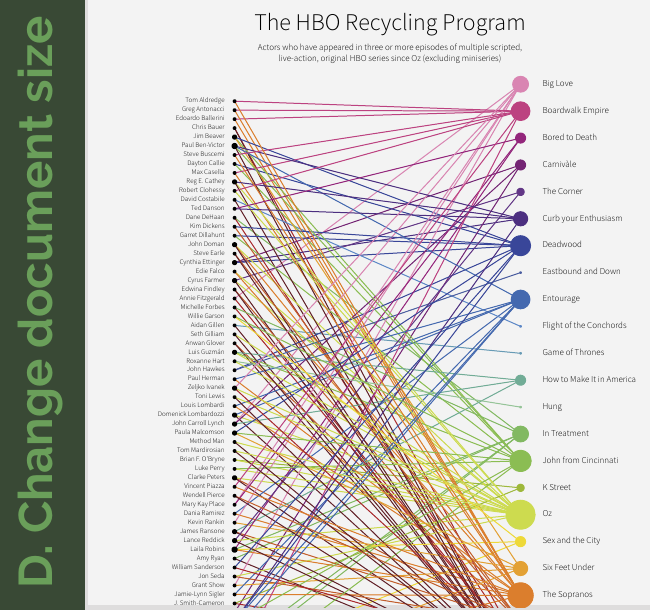 D. Change document size
The HBO Recycling Program
Actors who have appeared in three or more episodes of multiple scripted,
live-action, original HBO series since Oz (excluding miniseries)
Tom Aldredge
Greg Antonacci
Edoardo Ballerini
Chris Bauer
Jim Beaver
Paul Ben-Victor
Steve Buscemi
Dayton Callie
Max Casella
Reg E. Cathey
Robert Clohessy
David Costabile
Ted Danson
Dane DeHaan
Kim Dickens
Garret Dillahunt
John Doman
Steve Earle
Cynthia Ettinger
Edie Falco
Cyrus Farmer
Edwina Findley
Annie Fitzgerald
Michelle Forbes
Willie Garson
Aidan Gillen
Seth Gilliam
Anwan Glover
Luis Guzmán
Roxanne Hart
John Hawkes
Paul Herman
Zeljko Ivanek
Toni Lewis
Louis Lombardi
Domenick Lombardozzi
John Carroll Lynch
Paula Malcomson
Method Man
Tom Mardirosian
Brian F. O'Byrne
Luke Perry
Clarke Peters
Vincent Piazza
Wendell Pierce
Mary Kay Place
Dania Ramirez
Kevin Rankin
James Ransone
Lance Reddick
Laila Robins
Amy Ryan
William Sanderson
Jon Seda
Grant Show
Jamie-Lynn Sigler
J. Smith-Cameron
Big Love
Boardwalk Empire
Bored to Death
Carnivàle
The Corner
Curb your Enthusiasm
Deadwood
Eastbound and Down
Entourage
Flight of the Conchords
Game of Thrones
How to Make It in America
Hung
In Treatment
John from Cincinnati
K Street
Oz
Sex and the City
Six Feet Under
The Sopranos